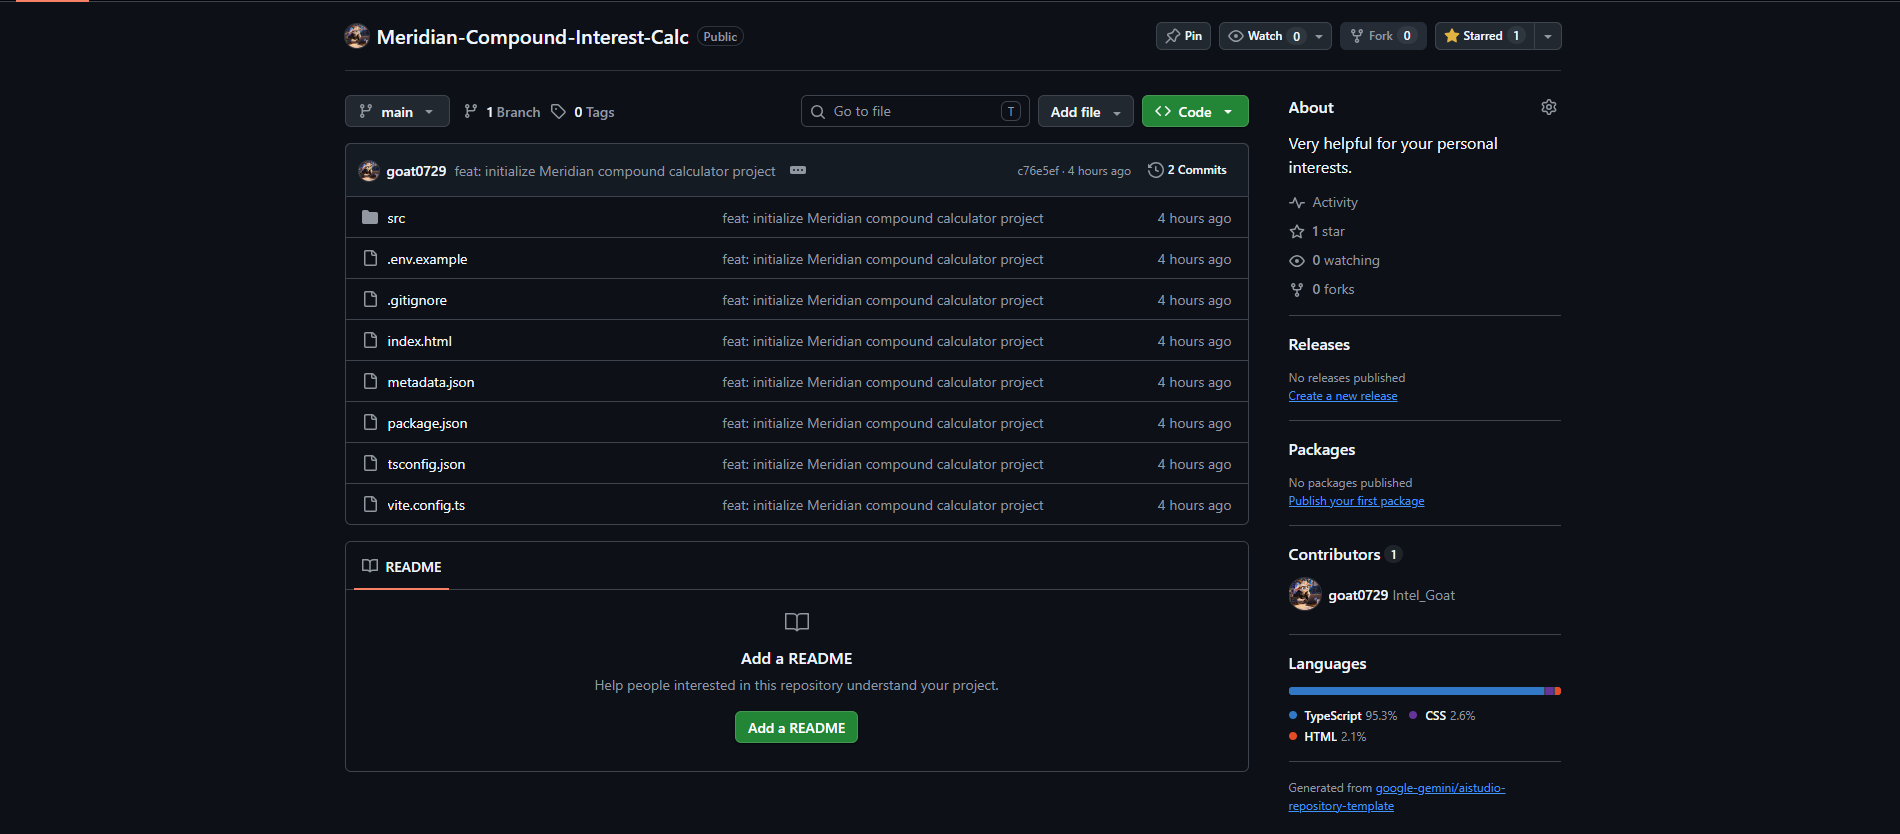 Meridian-Compound-Interest-Calc Public
Pin
Watch 0
Fork 0
Starred 1
main
1 Branch
0 Tags
Go to file T
Add file
Code
goat0729 feat: initialize Meridian compound calculator project
c76e5ef · 4 hours ago
2 Commits
src feat: initialize Meridian compound calculator project 4 hours ago
.env.example feat: initialize Meridian compound calculator project 4 hours ago
.gitignore feat: initialize Meridian compound calculator project 4 hours ago
index.html feat: initialize Meridian compound calculator project 4 hours ago
metadata.json feat: initialize Meridian compound calculator project 4 hours ago
package.json feat: initialize Meridian compound calculator project 4 hours ago
tsconfig.json feat: initialize Meridian compound calculator project 4 hours ago
vite.config.ts feat: initialize Meridian compound calculator project 4 hours ago
README
Add a README
Help people interested in this repository understand your project.
Add a README
About
Very helpful for your personal
interests.
Activity
1 star
0 watching
0 forks
Releases
No releases published
Create a new release
Packages
No packages published
Publish your first package
Contributors 1
goat0729 Intel_Goat
Languages
TypeScript 95.3% CSS 2.6%
HTML 2.1%
Generated from google-gemini/aistudio-
repository-template